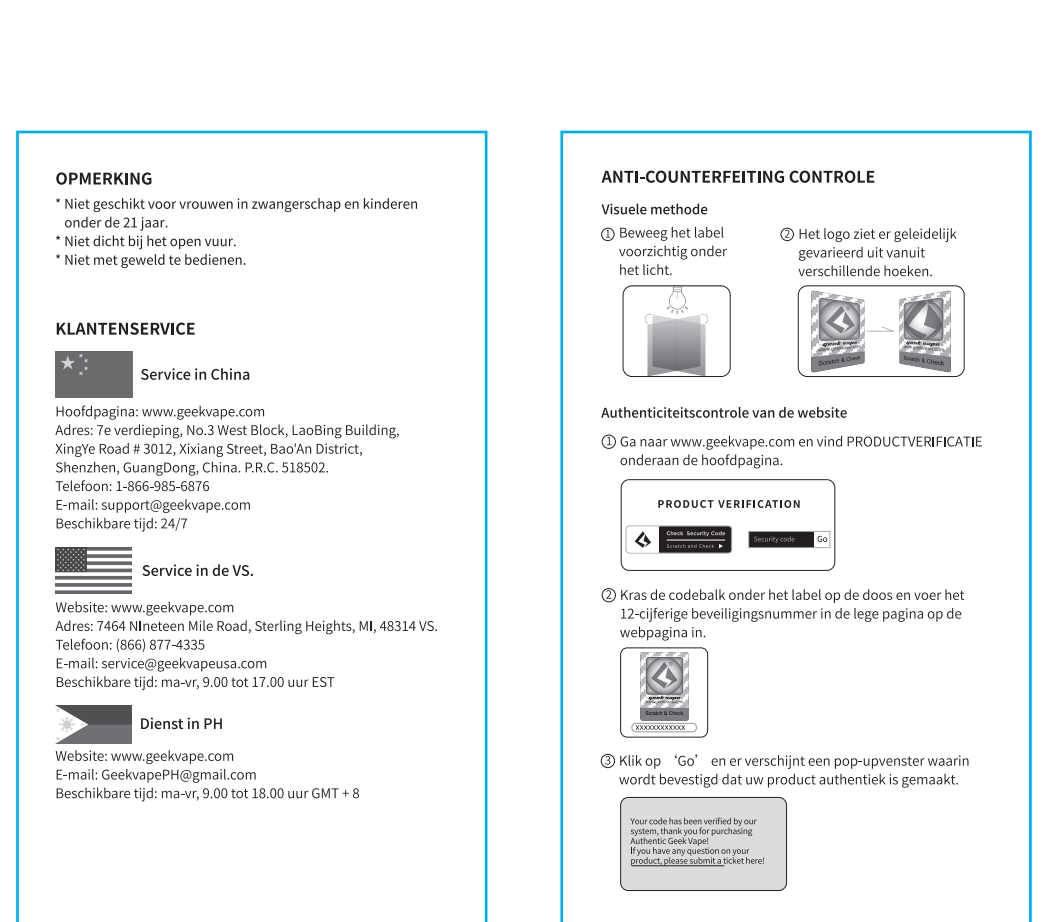 OPMERKING
* Niet geschikt voor vrouwen in zwangerschap en kinderen
onder de 21 jaar.
* Niet dicht bij het open vuur.
* Niet met geweld te bedienen.
KLANTENSERVICE
Service in China
Hoofdpagina: www.geekvape.com
Adres: 7e verdieping, No.3 West Block, LaoBing Building,
XingYe Road # 3012, Xixiang Street, Bao'An District,
Shenzhen, GuangDong, China. P.R.C. 518502.
Telefoon: 1-866-985-6876
E-mail: support@geekvape.com
Beschikbare tijd: 24/7
Service in de VS.
Website: www.geekvape.com
Adres: 7464 NIneteen Mile Road, Sterling Heights, MI, 48314 VS.
Telefoon: (866) 877-4335
E-mail: service@geekvapeusa.com
Beschikbare tijd: ma-vr, 9.00 tot 17.00 uur EST
Dienst in PH
Website: www.geekvape.com
E-mail: GeekvapePH@gmail.com
Beschikbare tijd: ma-vr, 9.00 tot 18.00 uur GMT + 8
ANTI-COUNTERFEITING CONTROLE
Visuele methode
① Beweeg het label
voorzichtig onder
het licht.
② Het logo ziet er geleidelijk
gevarieerd uit vanuit
verschillende hoeken.
geek vape
Scratch & Check
geek vape
Scratch & Check
Authenticiteitscontrole van de website
① Ga naar www.geekvape.com en vind PRODUCTVERIFICATIE
onderaan de hoofdpagina.
PRODUCT VERIFICATION
Check Security Code
Scratch and Check
Security code
Go
② Kras de codebalk onder het label op de doos en voer het
12-cijferige beveiligingsnummer in de lege pagina op de
webpagina in.
geek vape
Scratch & Check
XXXXXXXXXXXX
③ Klik op ‘Go’ en er verschijnt een pop-upvenster waarin
wordt bevestigd dat uw product authentiek is gemaakt.
Your code has been verified by our
system, thank you for purchasing
Authentic Geek Vape!
If you have any question on your
product, please submit a ticket here!